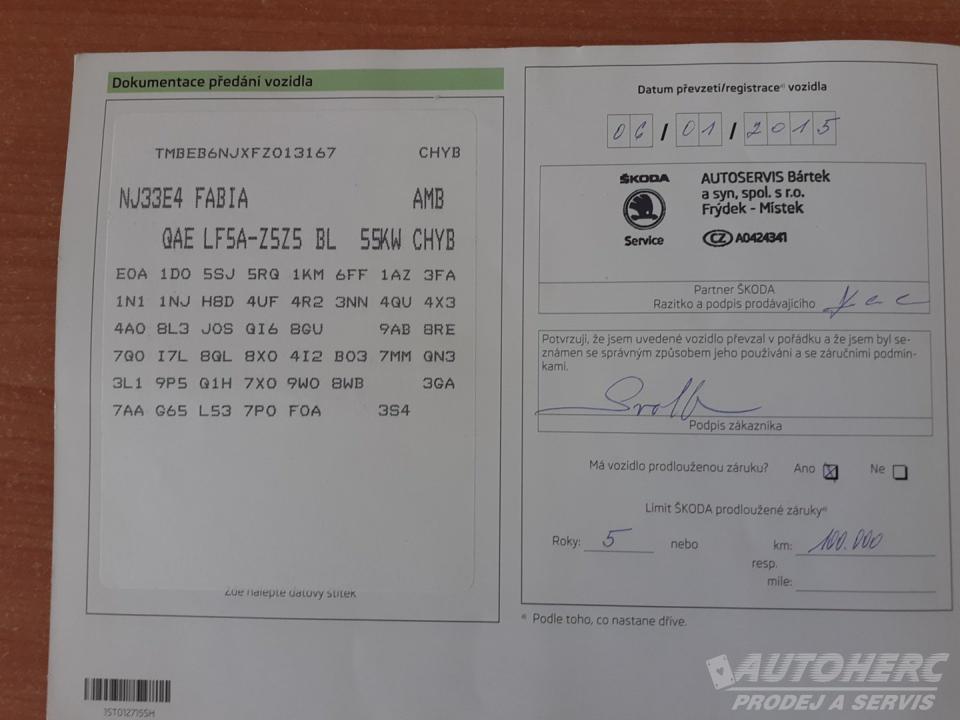 Dokumentace předání vozidla
TMBEB6NJXFZ013167 CHYB
NJ33E4 FABIA AMB
QAE LF5A-Z5Z5 BL 55KW CHYB
E0A 1D0 5SJ 5RQ 1KM 6FF 1AZ 3FA
1N1 1NJ H8D 4UF 4R2 3NN 4QU 4X3
4A0 8L3 J0S QI6 8GU 9AB 8RE
7Q0 I7L 8QL 8X0 4I2 B03 7MM QN3
3L1 9P5 Q1H 7X0 9W0 8WB 3GA
7AA G65 L53 7P0 F0A 3S4
Zde nalepte datový štítek
1ST012715SH
Datum převzetí/registrace*⁾ vozidla
06 / 01 / 2015
ŠKODA
Service
AUTOSERVIS Bártek
a syn, spol. s r.o.
Frýdek - Místek
CZ A0424341
Partner ŠKODA
Razítko a podpis prodávajícího
Potvrzuji, že jsem uvedené vozidlo převzal v pořádku a že jsem byl se-
známen se správným způsobem jeho používání a se záručními podmín-
kami.
Podpis zákazníka
Má vozidlo prodlouženou záruku? Ano Ne
Limit ŠKODA prodloužené záruky*⁾
Roky: 5 nebo km: 100.000
resp.
míle:
*⁾ Podle toho, co nastane dříve.
AUTOHERC
PRODEJ A SERVIS